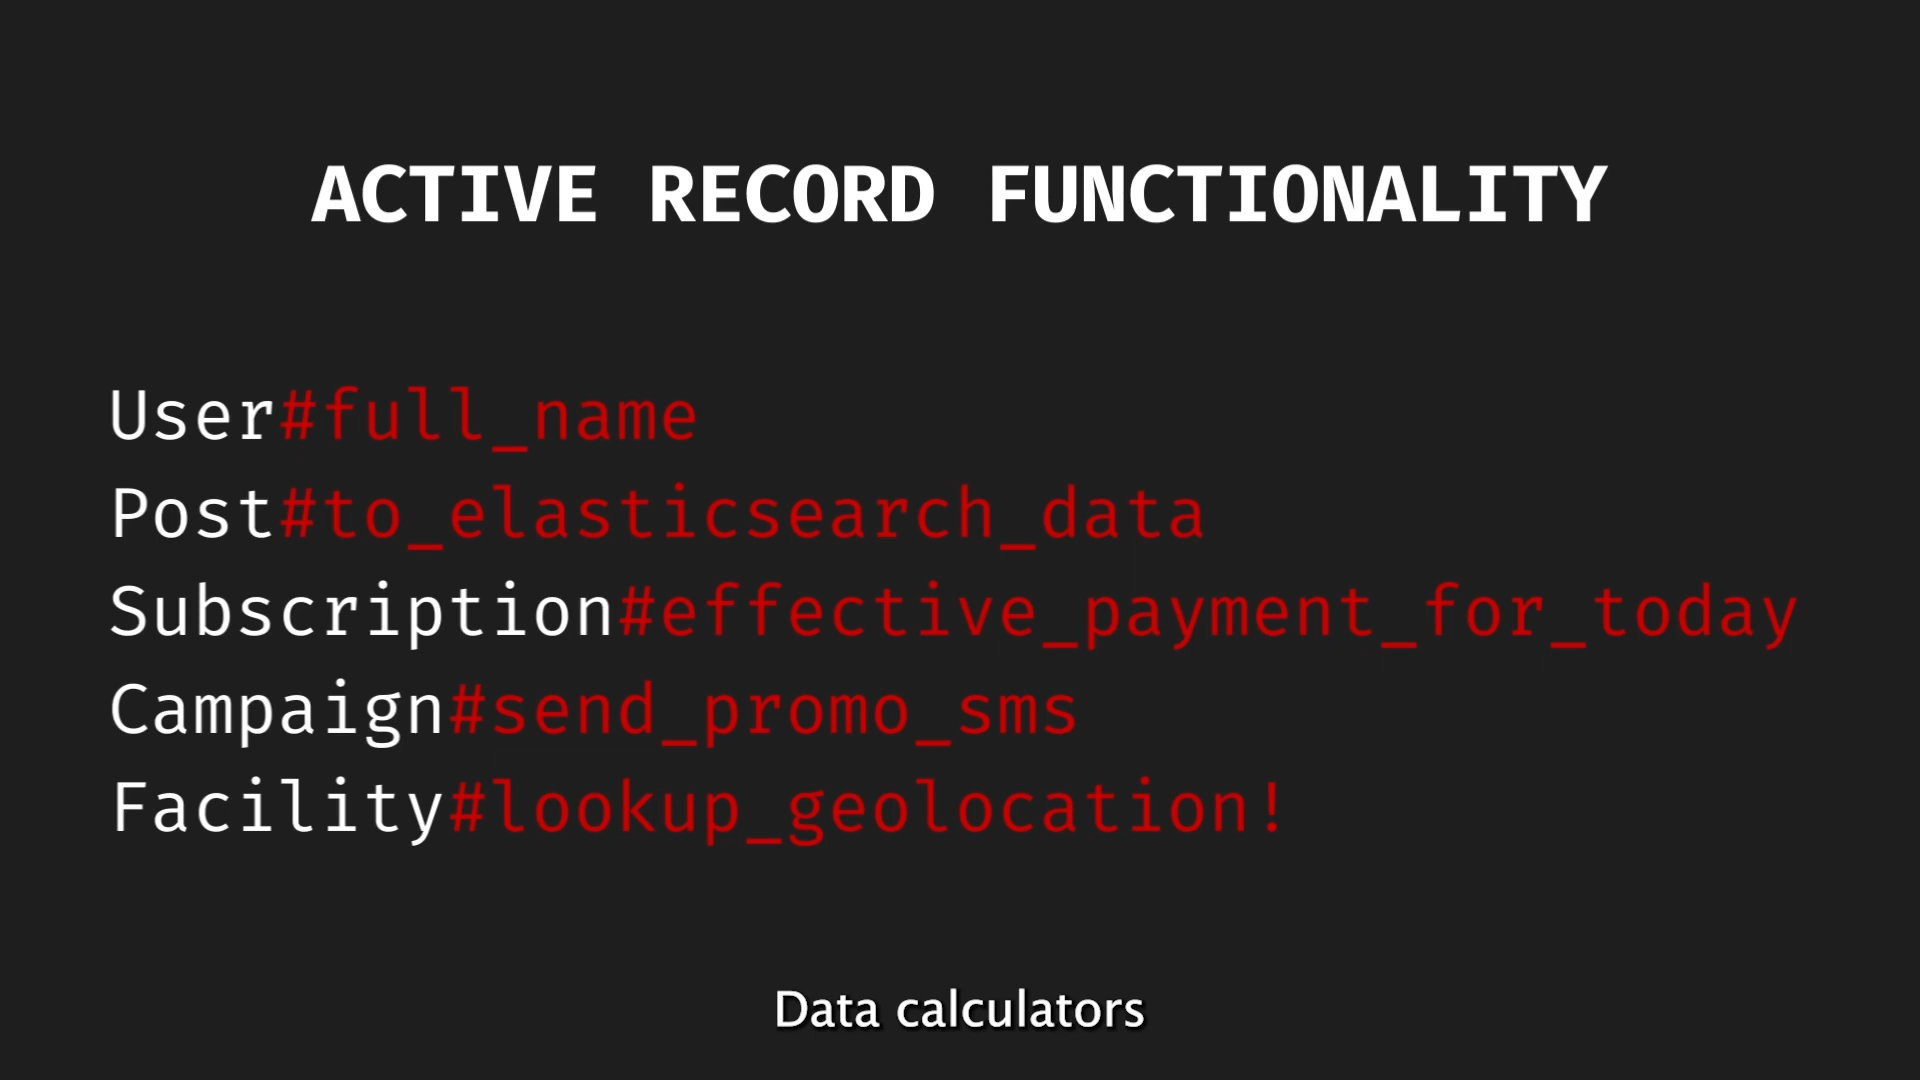 ACTIVE RECORD FUNCTIONALITY
User#full_name
Post#to_elasticsearch_data
Subscription#effective_payment_for_today
Campaign#send_promo_sms
Facility#lookup_geolocation!
Data calculators